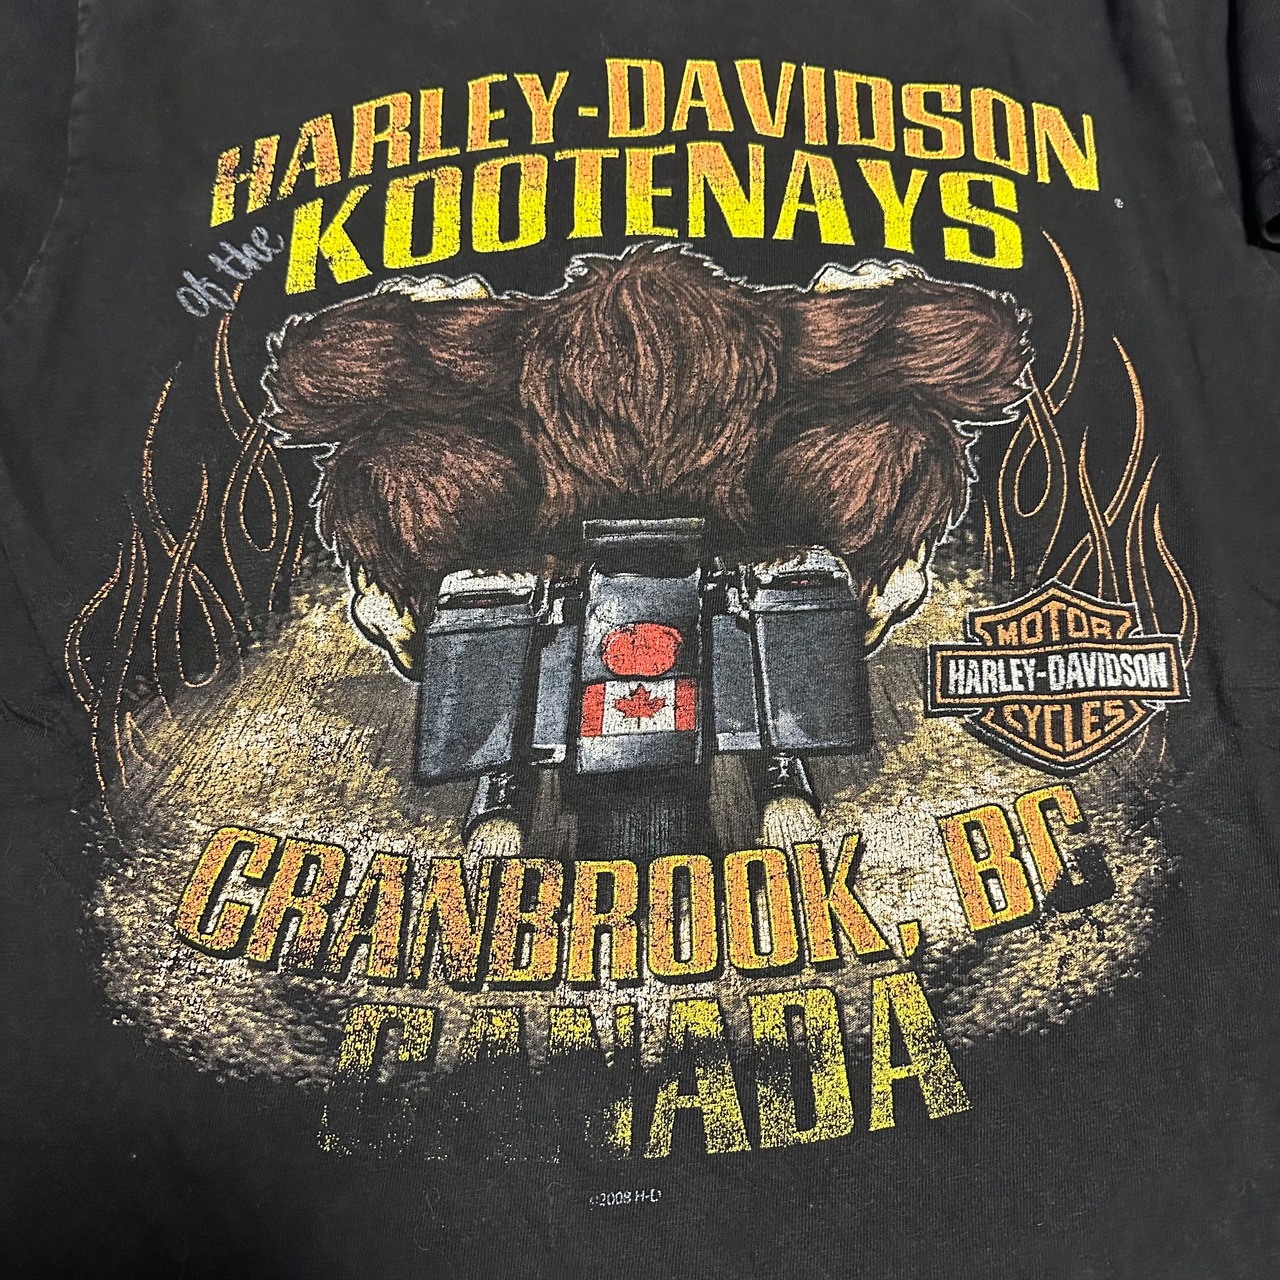 HARLEY-DAVIDSON
of the KOOTENAYS
MOTOR
HARLEY-DAVIDSON
CYCLES
CRANBROOK, BC
CANADA
©2008 H-D